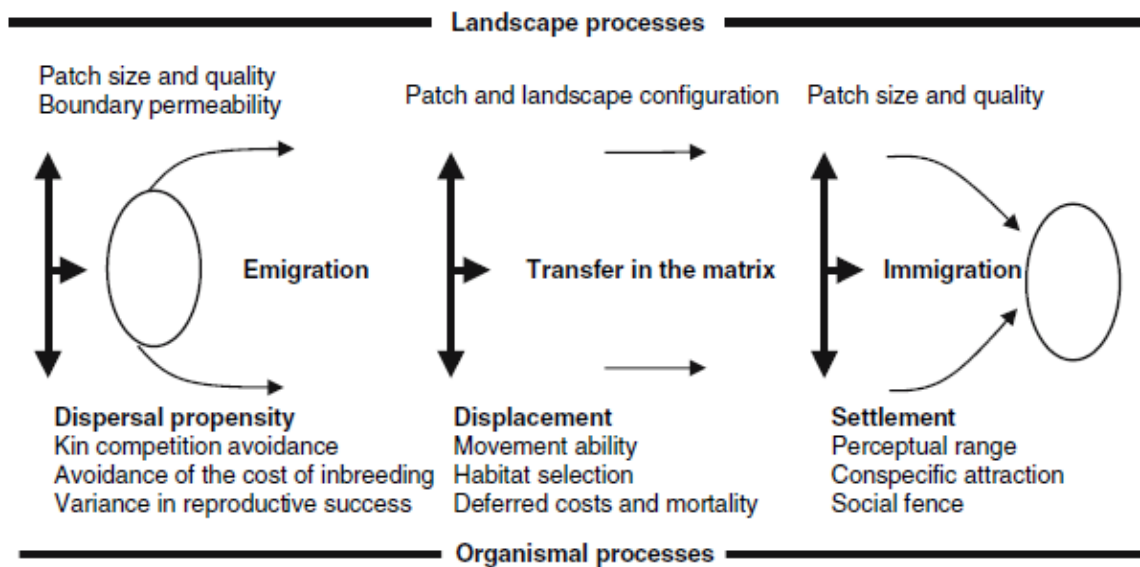 Landscape processes
Patch size and quality
Boundary permeability
Patch and landscape configuration
Patch size and quality
Emigration
Transfer in the matrix
Immigration
Dispersal propensity
Kin competition avoidance
Avoidance of the cost of inbreeding
Variance in reproductive success
Displacement
Movement ability
Habitat selection
Deferred costs and mortality
Settlement
Perceptual range
Conspecific attraction
Social fence
Organismal processes